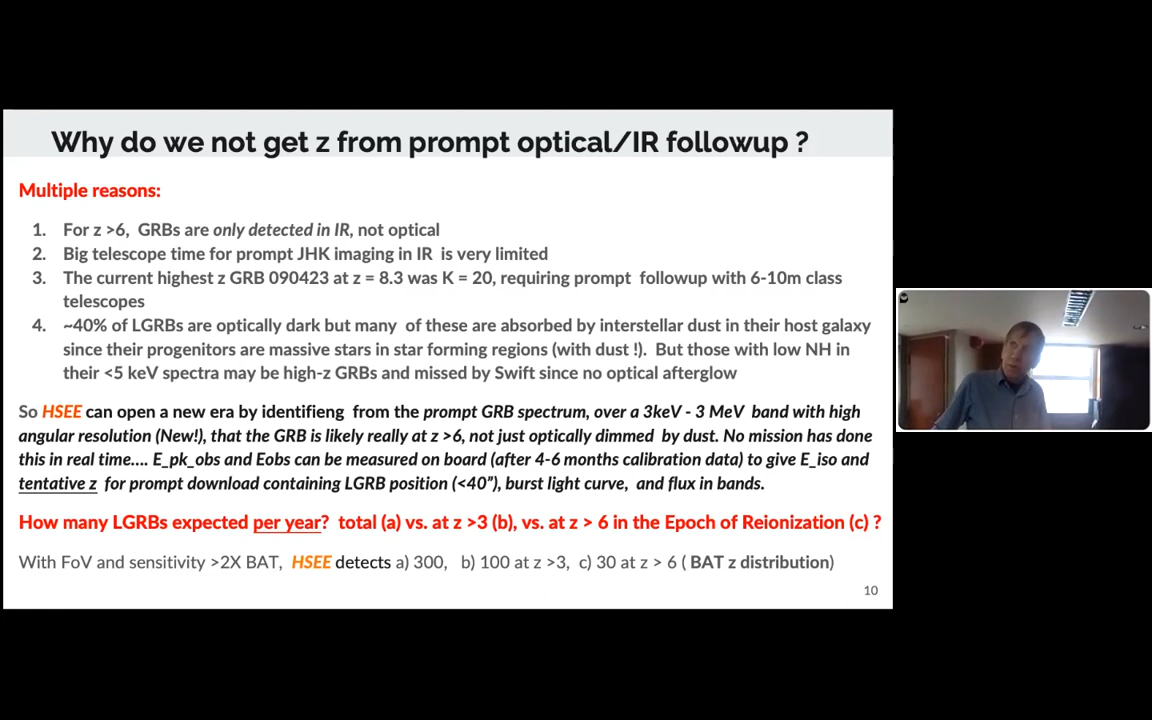 Why do we not get z from prompt optical/IR followup ?
Multiple reasons:
1. For z >6, GRBs are only detected in IR, not optical
2. Big telescope time for prompt JHK imaging in IR is very limited
3. The current highest z GRB 090423 at z = 8.3 was K = 20, requiring prompt followup with 6-10m class
telescopes
4. ~40% of LGRBs are optically dark but many of these are absorbed by interstellar dust in their host galaxy
since their progenitors are massive stars in star forming regions (with dust !). But those with low NH in
their <5 keV spectra may be high-z GRBs and missed by Swift since no optical afterglow
So HSEE can open a new era by identifieng from the prompt GRB spectrum, over a 3keV - 3 MeV band with high
angular resolution (New!), that the GRB is likely really at z >6, not just optically dimmed by dust. No mission has done
this in real time.... E_pk_obs and Eobs can be measured on board (after 4-6 months calibration data) to give E_iso and
tentative z for prompt download containing LGRB position (<40”), burst light curve, and flux in bands.
How many LGRBs expected per year? total (a) vs. at z >3 (b), vs. at z > 6 in the Epoch of Reionization (c) ?
With FoV and sensitivity >2X BAT, HSEE detects a) 300, b) 100 at z >3, c) 30 at z > 6 ( BAT z distribution)
10